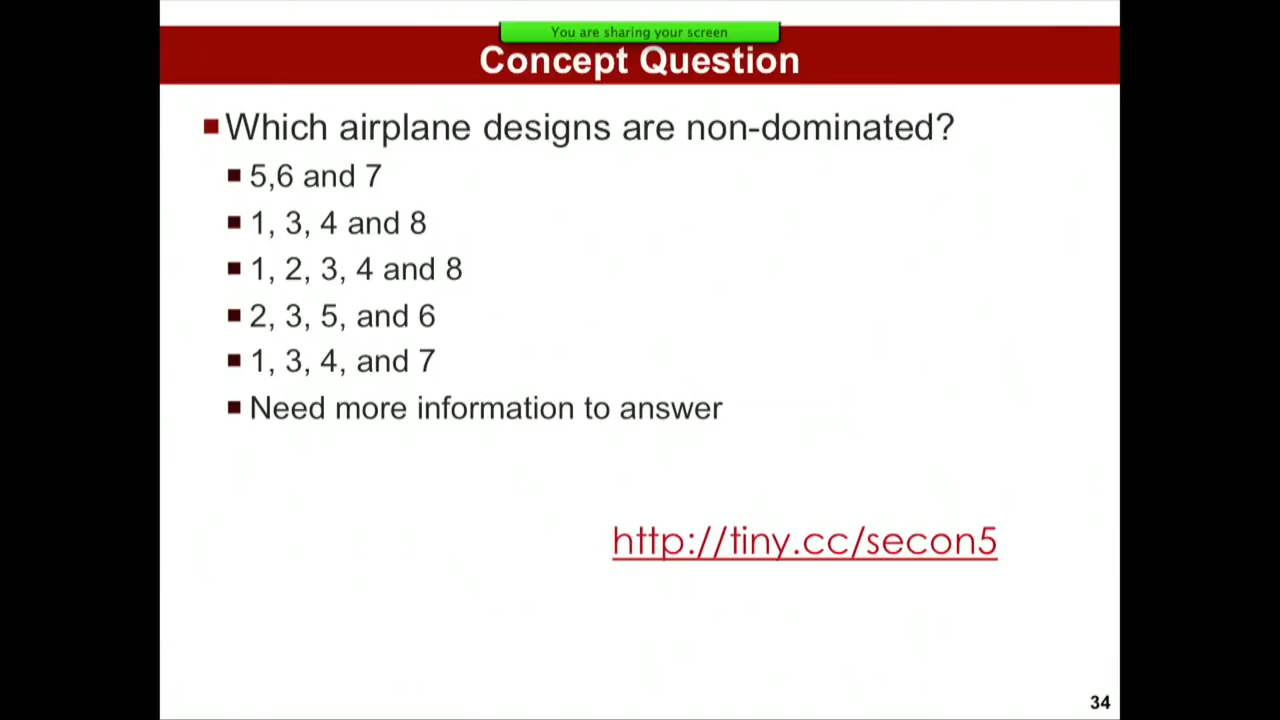 You are sharing your screen
Concept Question
Which airplane designs are non-dominated?
5,6 and 7
1, 3, 4 and 8
1, 2, 3, 4 and 8
2, 3, 5, and 6
1, 3, 4, and 7
Need more information to answer
http://tiny.cc/secon5
34